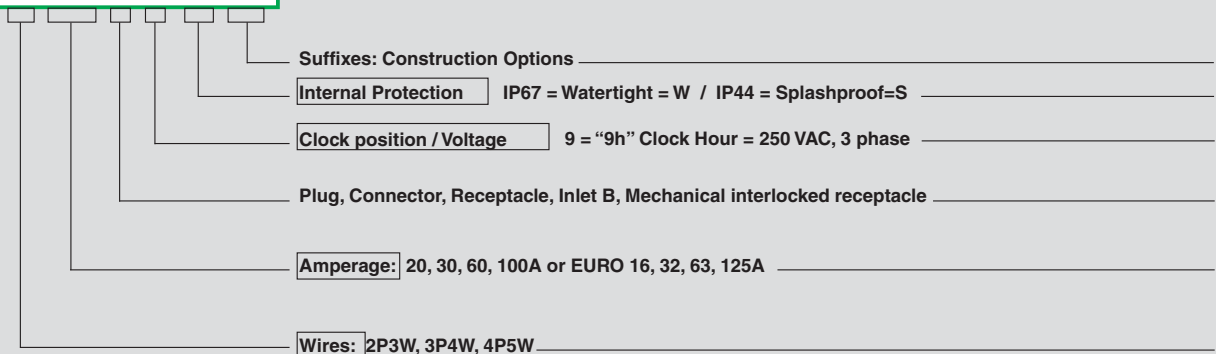 Suffixes: Construction Options
Internal Protection IP67 = Watertight = W / IP44 = Splashproof=S
Clock position / Voltage 9 = “9h” Clock Hour = 250 VAC, 3 phase
Plug, Connector, Receptacle, Inlet B, Mechanical interlocked receptacle
Amperage: 20, 30, 60, 100A or EURO 16, 32, 63, 125A
Wires: 2P3W, 3P4W, 4P5W